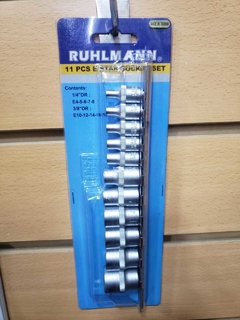 RUHLMANN
11 PCS E-STAR SOCKET SET
Contents:
1/4"DR.:
E4-5-6-7-8
3/8"DR.:
E10-12-14-16